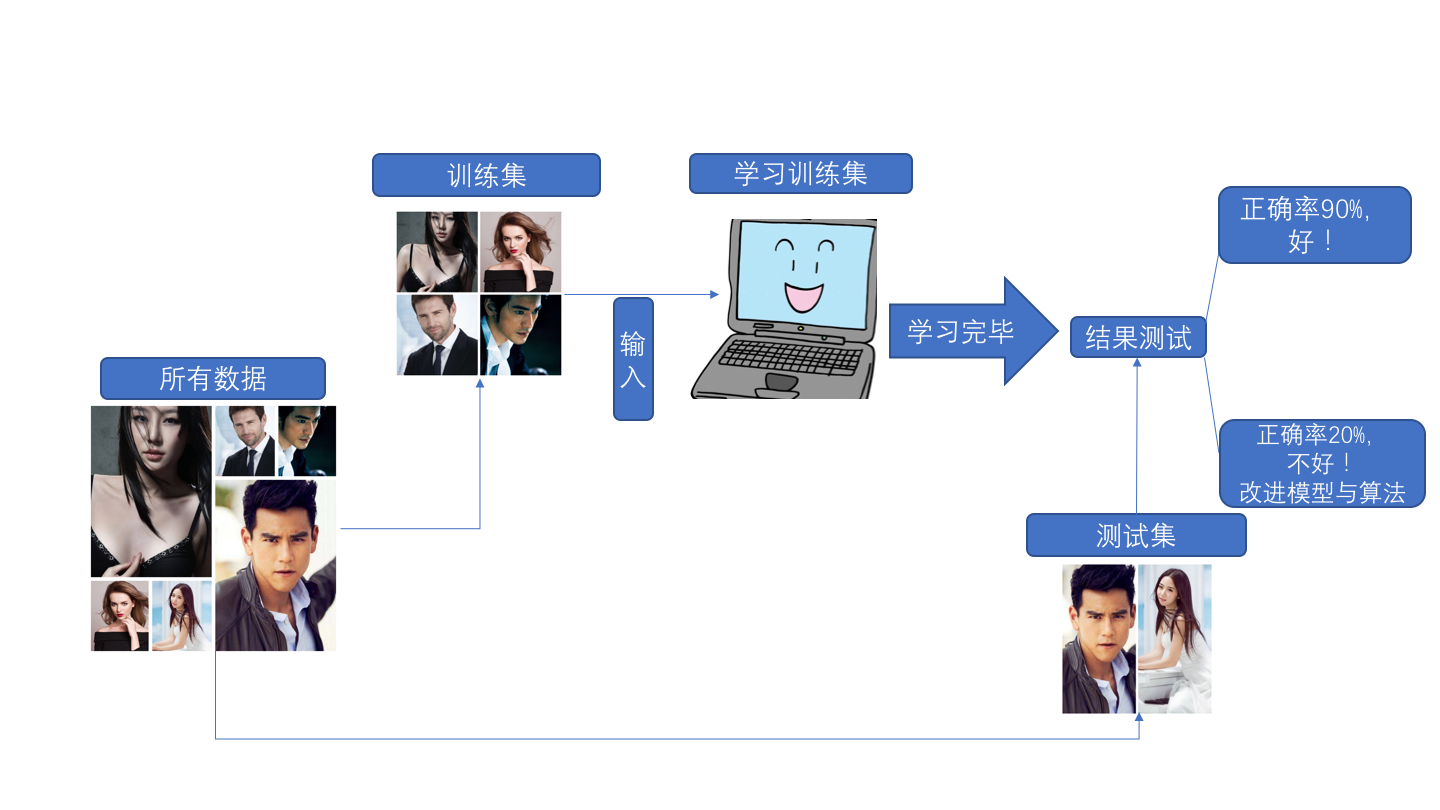 训练集
学习训练集
正确率90%,
好！
输
入
学习完毕
结果测试
所有数据
正确率20%,
不好！
改进模型与算法
测试集